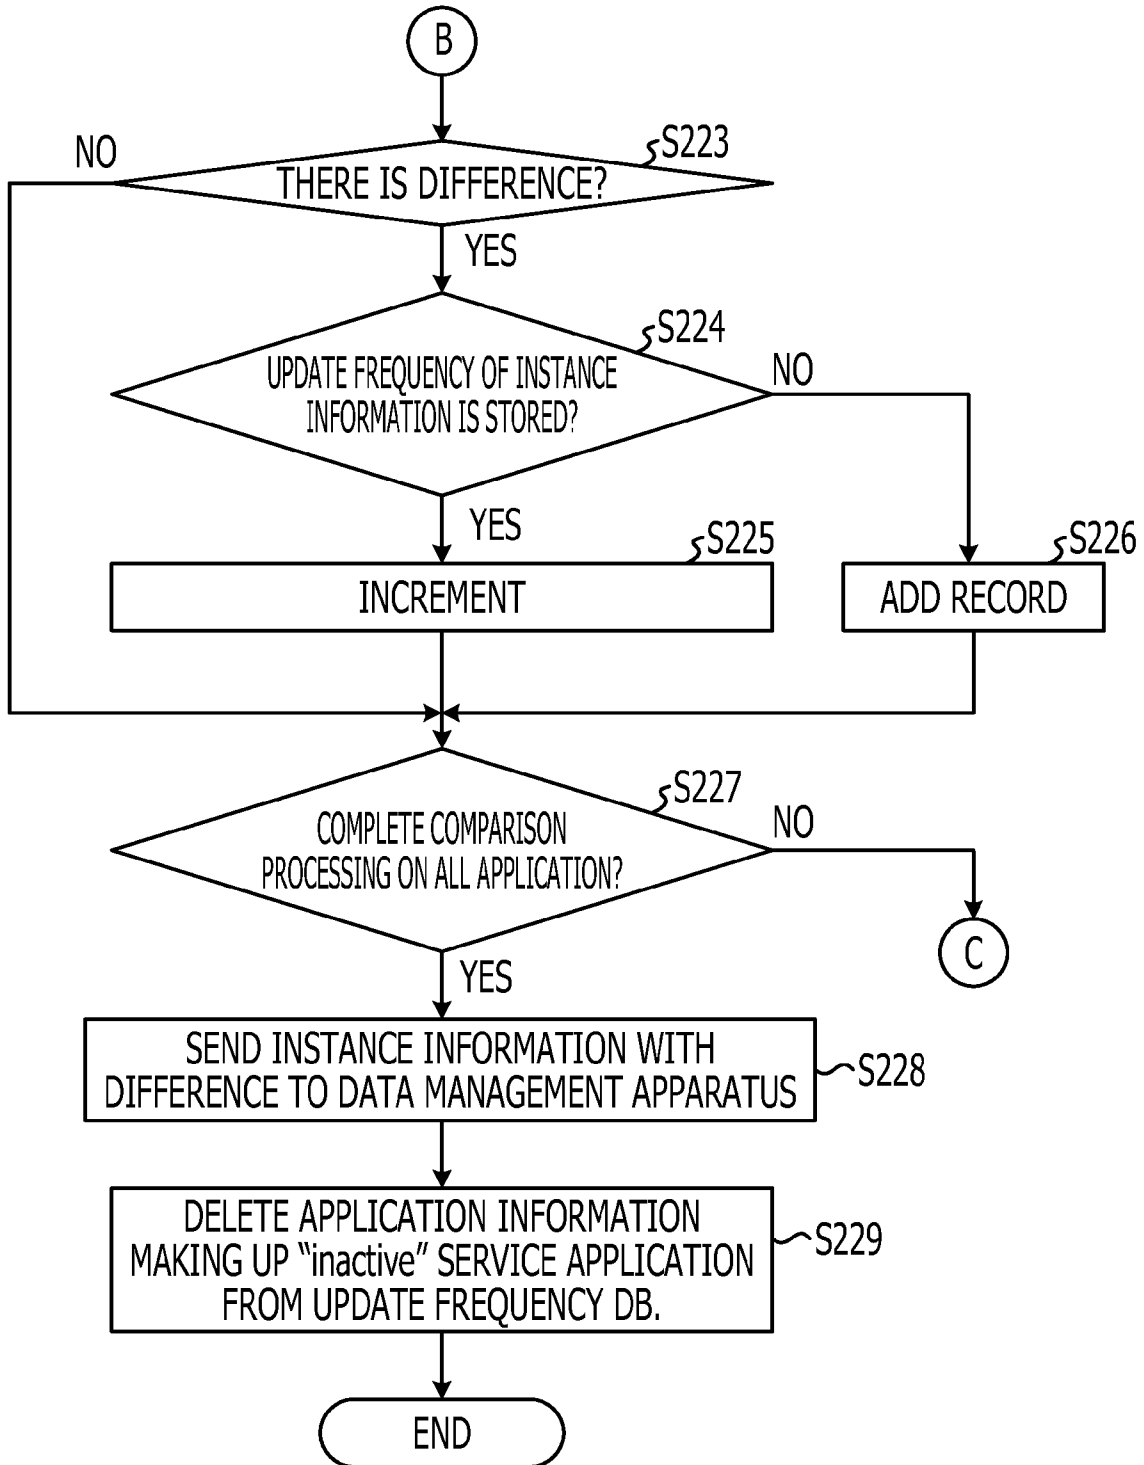 B
S223
NO
THERE IS DIFFERENCE?
YES
S224
UPDATE FREQUENCY OF INSTANCE
INFORMATION IS STORED?
NO
YES
S225
S226
INCREMENT
ADD RECORD
S227
COMPLETE COMPARISON
PROCESSING ON ALL APPLICATION?
NO
C
YES
SEND INSTANCE INFORMATION WITH
DIFFERENCE TO DATA MANAGEMENT APPARATUS
S228
DELETE APPLICATION INFORMATION
MAKING UP “inactive” SERVICE APPLICATION
FROM UPDATE FREQUENCY DB.
S229
END